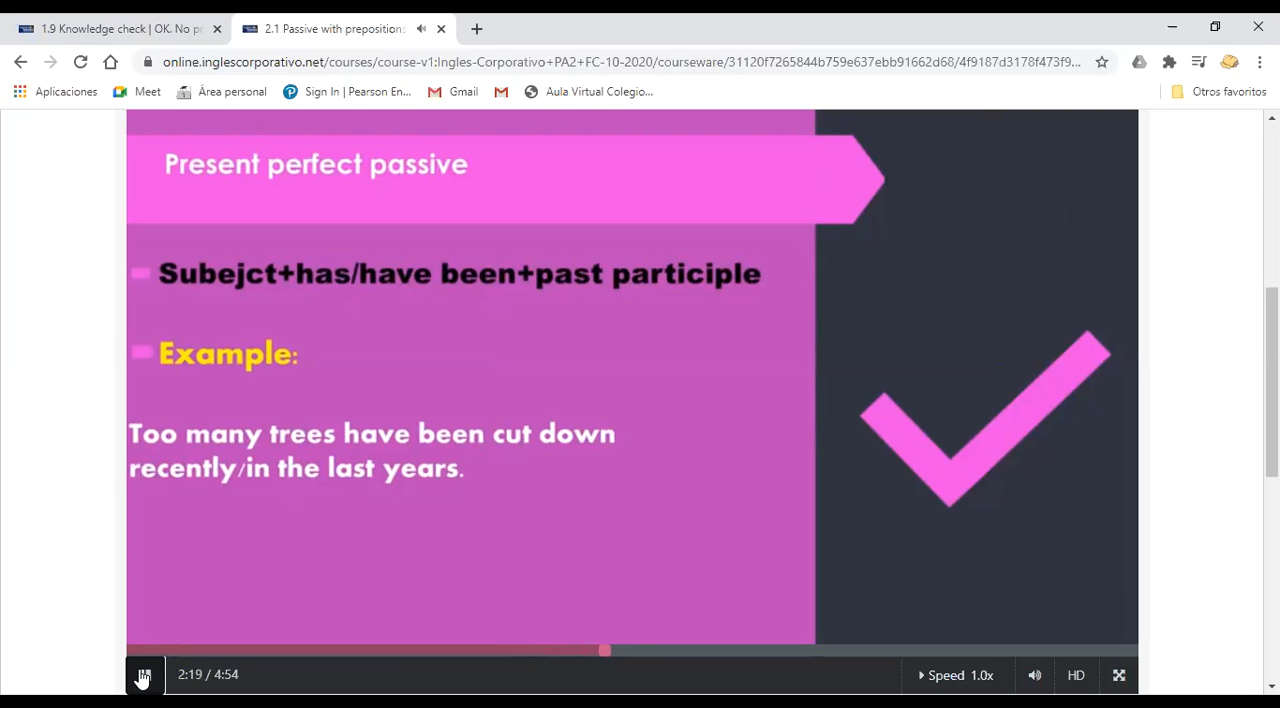 1.9 Knowledge check | OK. No pr
2.1 Passive with prepositions
online.inglescorporativo.net/courses/course-v1:Ingles-Corporativo+PA2+FC-10-2020/courseware/31120f7265844b759e637ebb91662d68/4f9187d3178f473f9...
Aplicaciones Meet Área personal Sign In | Pearson En... Gmail Aula Virtual Colegio... Otros favoritos
Present perfect passive
Subejct+has/have been+past participle
Example:
Too many trees have been cut down
recently/in the last years.
2:19 / 4:54 Speed 1.0x HD